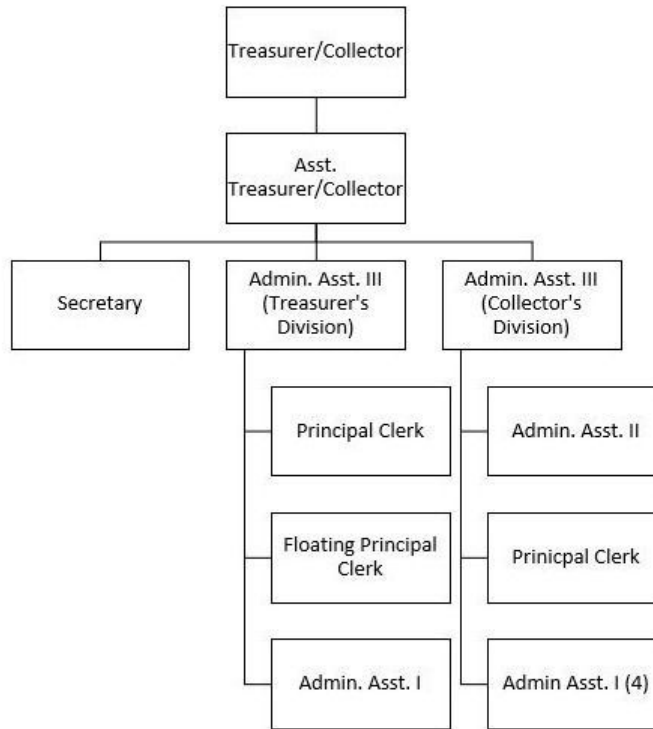 Treasurer/Collector
Asst.
Treasurer/Collector
Secretary
Admin. Asst. III
(Treasurer's
Division)
Admin. Asst. III
(Collector's
Division)
Principal Clerk
Admin. Asst. II
Floating Principal
Clerk
Prinicpal Clerk
Admin. Asst. I
Admin Asst. I (4)